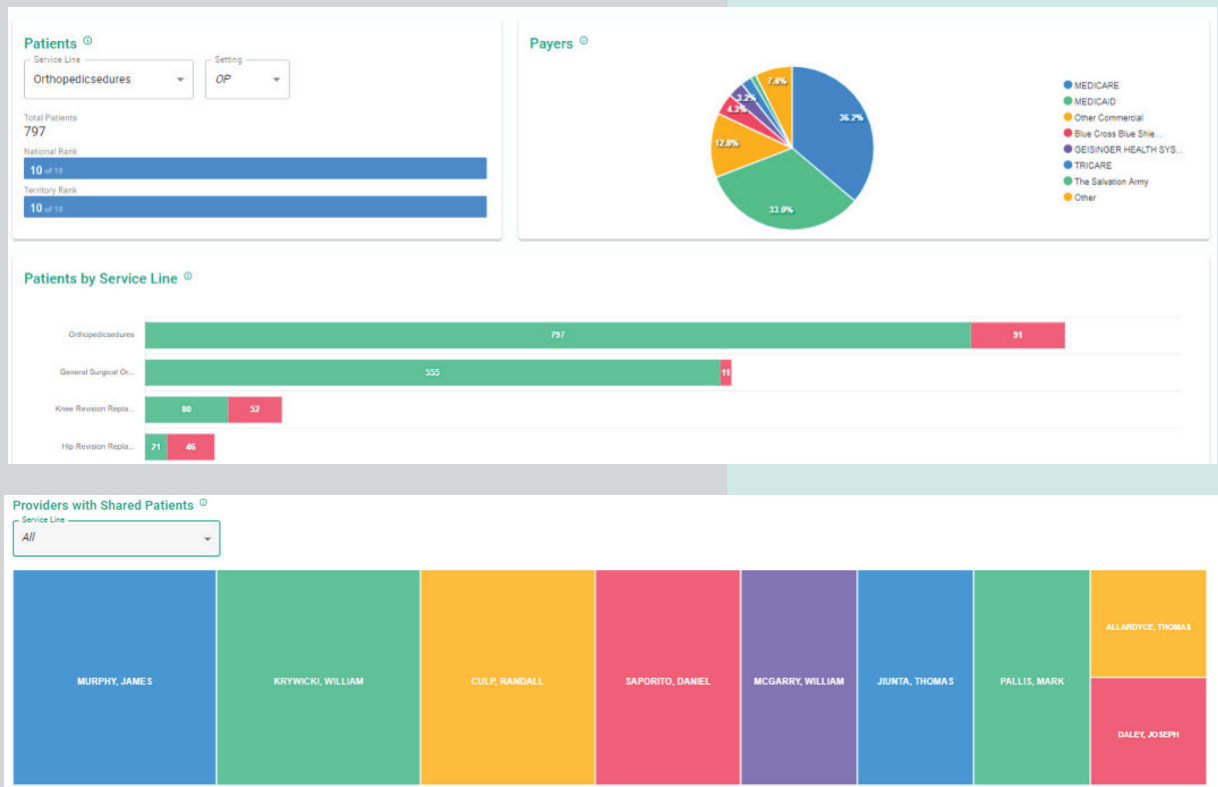 Patients
Service Line
Orthopedicsedures
Setting
OP
Total Patients
797
National Rank
10 of 10
Territory Rank
10 of 10
Payers
7.4%
3.2%
4.3%
12.8%
36.2%
33.0%
MEDICARE
MEDICAID
Other Commercial
Blue Cross Blue Shie...
GEISINGER HEALTH SYS...
TRICARE
The Salvation Army
Other
Patients by Service Line
Orthopedicsedures 797 91
General Surgical Or... 555 11
Knee Revision Repla... 80 52
Hip Revision Repla... 21 46
Providers with Shared Patients
Service Line
All
MURPHY, JAMES
KRYWICKI, WILLIAM
CULP, RANDALL
SAPORITO, DANIEL
MCGARRY, WILLIAM
JIUNTA, THOMAS
PALLIS, MARK
ALLARDYCE, THOMAS
DALEY, JOSEPH